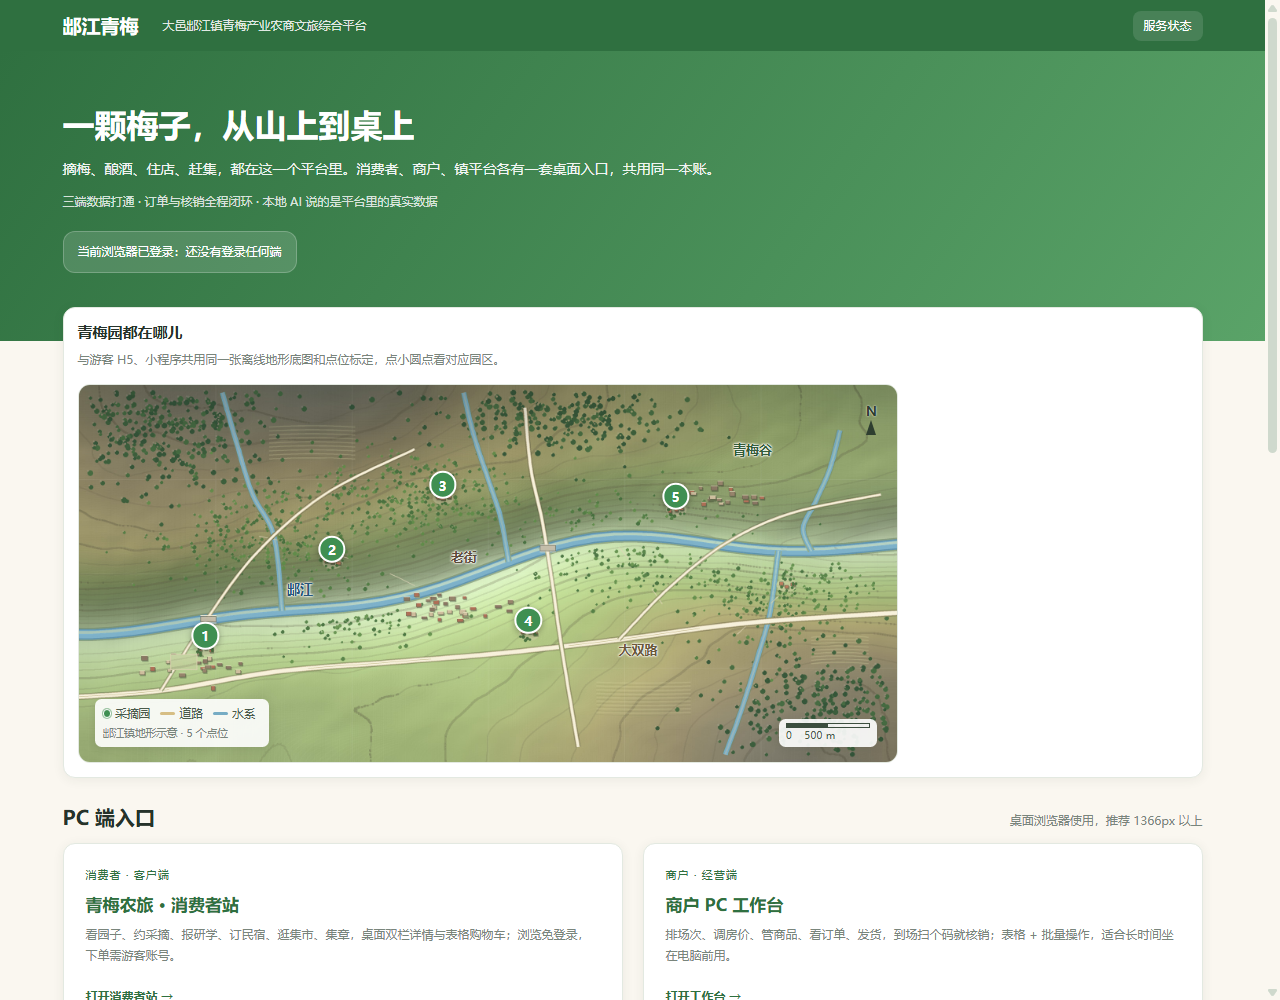 邮江青梅
大邑邮江镇青梅产业农商文旅综合平台
服务状态
一颗梅子，从山上到桌上
摘梅、酿酒、住店、赶集，都在这一个平台里。消费者、商户、镇平台各有一套桌面入口，共用同一本账。
三端数据打通 · 订单与核销全程闭环 · 本地 AI 说的是平台里的真实数据
当前浏览器已登录：还没有登录任何端
青梅园都在哪儿
与游客 H5、小程序共用同一张离线地形底图和点位标定，点小圆点看对应园区。
N
青梅谷
3
5
2
老街
邮江
4
1
大双路
采摘园 道路 水系
邮江镇地形示意 · 5 个点位
0 500 m
PC 端入口
桌面浏览器使用，推荐 1366px 以上
消费者 · 客户端
青梅农旅 · 消费者站
看园子、约采摘、报研学、订民宿、逛集市、集章，桌面双栏详情与表格购物车；浏览免登录，
下单需游客账号。
打开消费者站 →
商户 · 经营端
商户 PC 工作台
排场次、调房价、管商品、看订单、发货，到场扫个码就核销；表格 + 批量操作，适合长时间坐
在电脑前用。
打开工作台 →